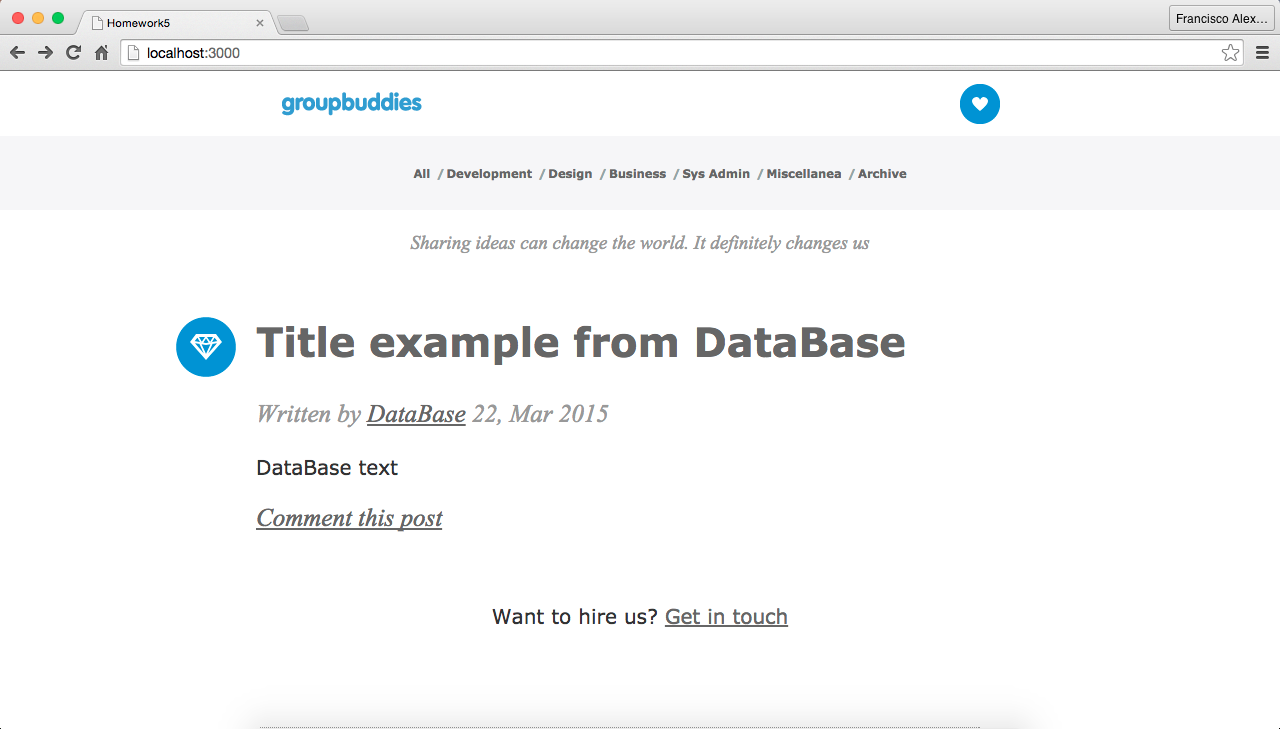 Homework5
Francisco Alex...
localhost:3000
groupbuddies
All / Development / Design / Business / Sys Admin / Miscellanea / Archive
Sharing ideas can change the world. It definitely changes us
Title example from DataBase
Written by DataBase 22, Mar 2015
DataBase text
Comment this post
Want to hire us? Get in touch